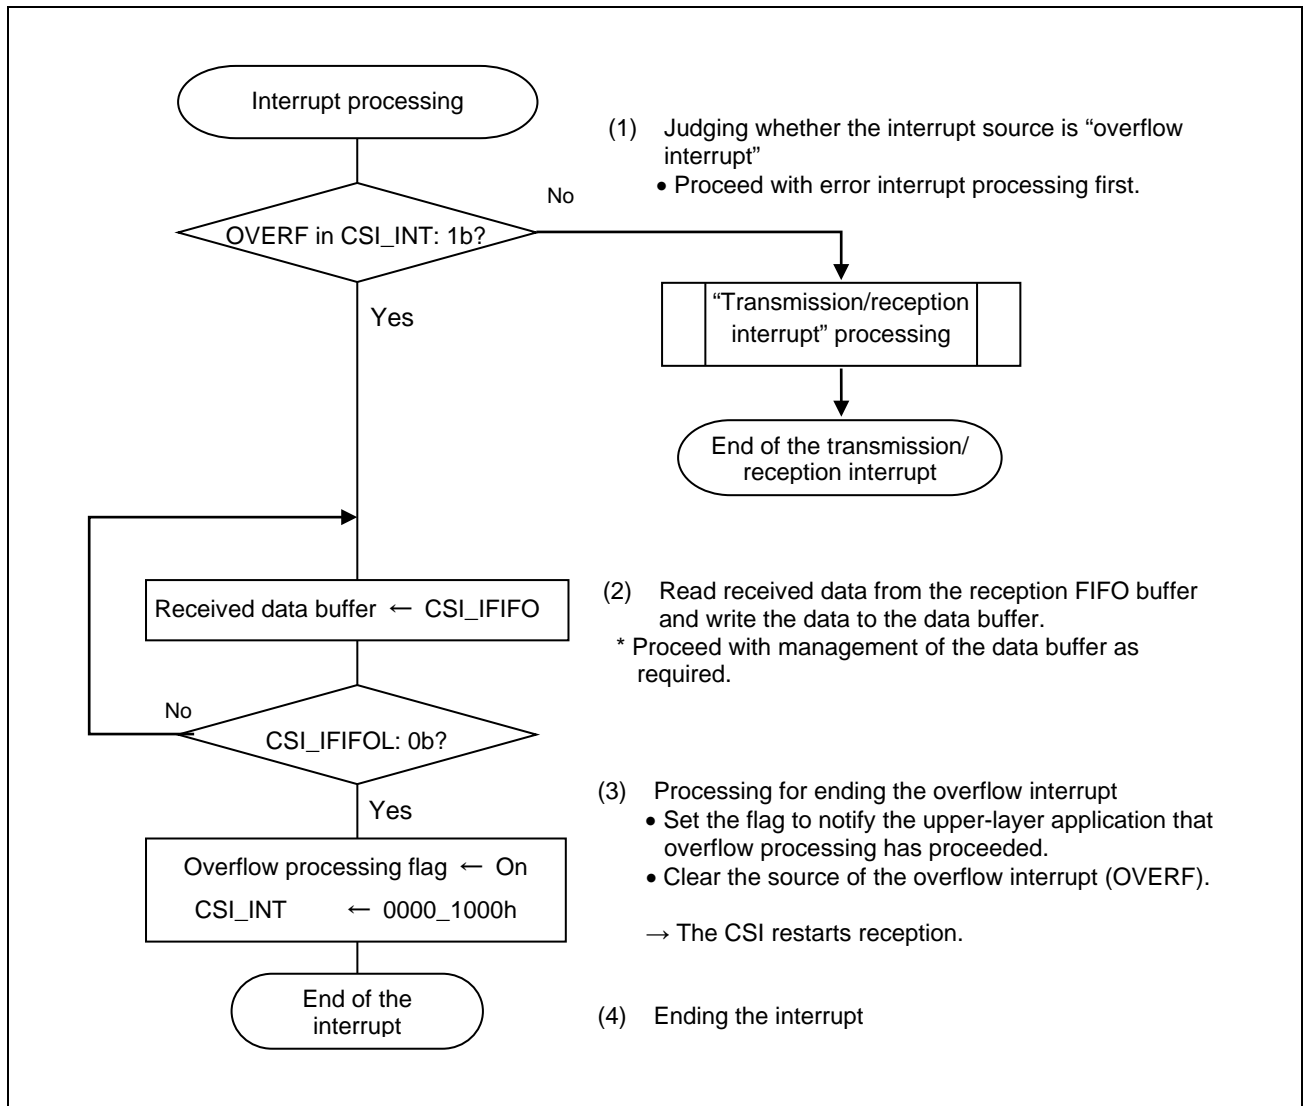 Interrupt processing
(1) Judging whether the interrupt source is “overflow
interrupt”
• Proceed with error interrupt processing first.
No
OVERF in CSI_INT: 1b?
Yes
“Transmission/reception
interrupt” processing
End of the transmission/
reception interrupt
Received data buffer ← CSI_IFIFO
(2) Read received data from the reception FIFO buffer
and write the data to the data buffer.
* Proceed with management of the data buffer as
required.
No
CSI_IFIFOL: 0b?
Yes
(3) Processing for ending the overflow interrupt
• Set the flag to notify the upper-layer application that
overflow processing has proceeded.
• Clear the source of the overflow interrupt (OVERF).
→ The CSI restarts reception.
Overflow processing flag ← On
CSI_INT ← 0000_1000h
End of the
interrupt
(4) Ending the interrupt